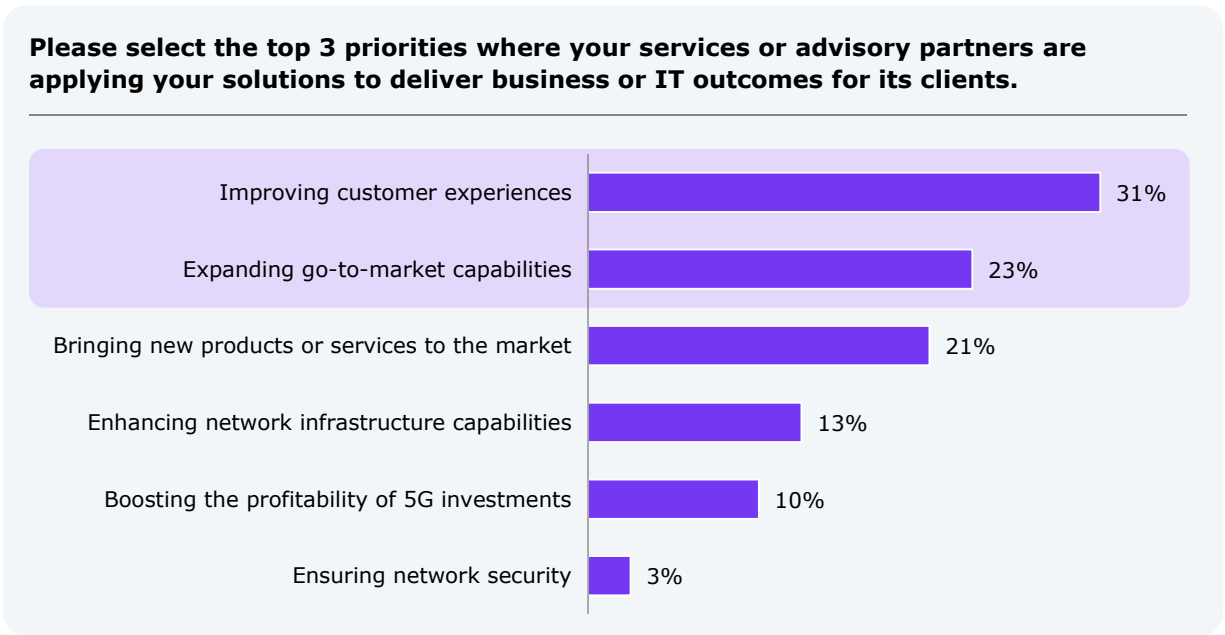 Please select the top 3 priorities where your services or advisory partners are
applying your solutions to deliver business or IT outcomes for its clients.
Improving customer experiences 31%
Expanding go-to-market capabilities 23%
Bringing new products or services to the market 21%
Enhancing network infrastructure capabilities 13%
Boosting the profitability of 5G investments 10%
Ensuring network security 3%